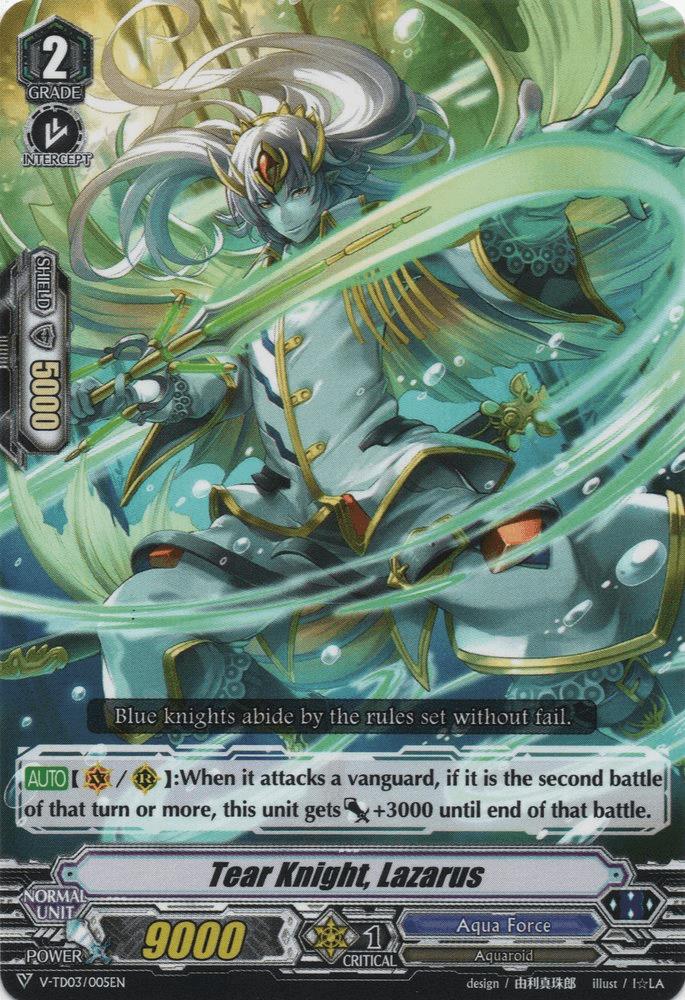 2
GRADE
INTERCEPT
SHIELD
5000
Blue knights abide by the rules set without fail.
AUTO【 V / R 】:When it attacks a vanguard, if it is the second battle
of that turn or more, this unit gets +3000 until end of that battle.
Tear Knight, Lazarus
NORMAL
UNIT
POWER
9000
1
CRITICAL
Aqua Force
Aquaroid
V-TD03/005EN
design / 由利真珠郎 illust / I☆LA